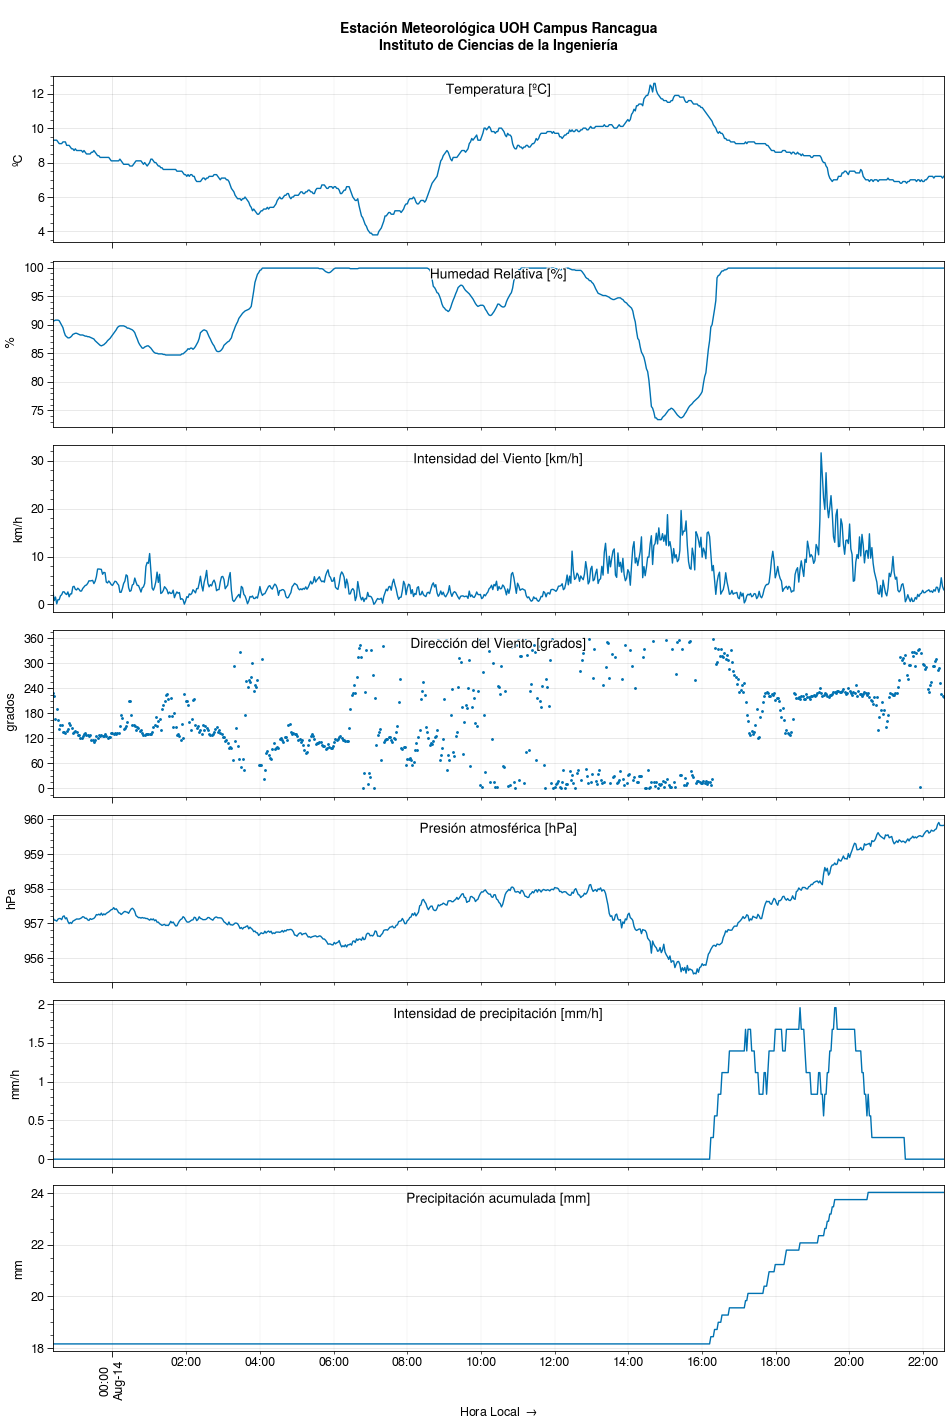 Estación Meteorológica UOH Campus Rancagua
Instituto de Ciencias de la Ingeniería
Temperatura [ºC]
ºC
12
10
8
6
4
Humedad Relativa [%]
%
100
95
90
85
80
75
Intensidad del Viento [km/h]
km/h
30
20
10
0
Dirección del Viento [grados]
grados
360
300
240
180
120
60
0
Presión atmosférica [hPa]
hPa
960
959
958
957
956
Intensidad de precipitación [mm/h]
mm/h
2
1.5
1
0.5
0
Precipitación acumulada [mm]
mm
24
22
20
18
00:00
Aug-14
02:00
04:00
06:00
08:00
10:00
12:00
14:00
16:00
18:00
20:00
22:00
Hora Local →